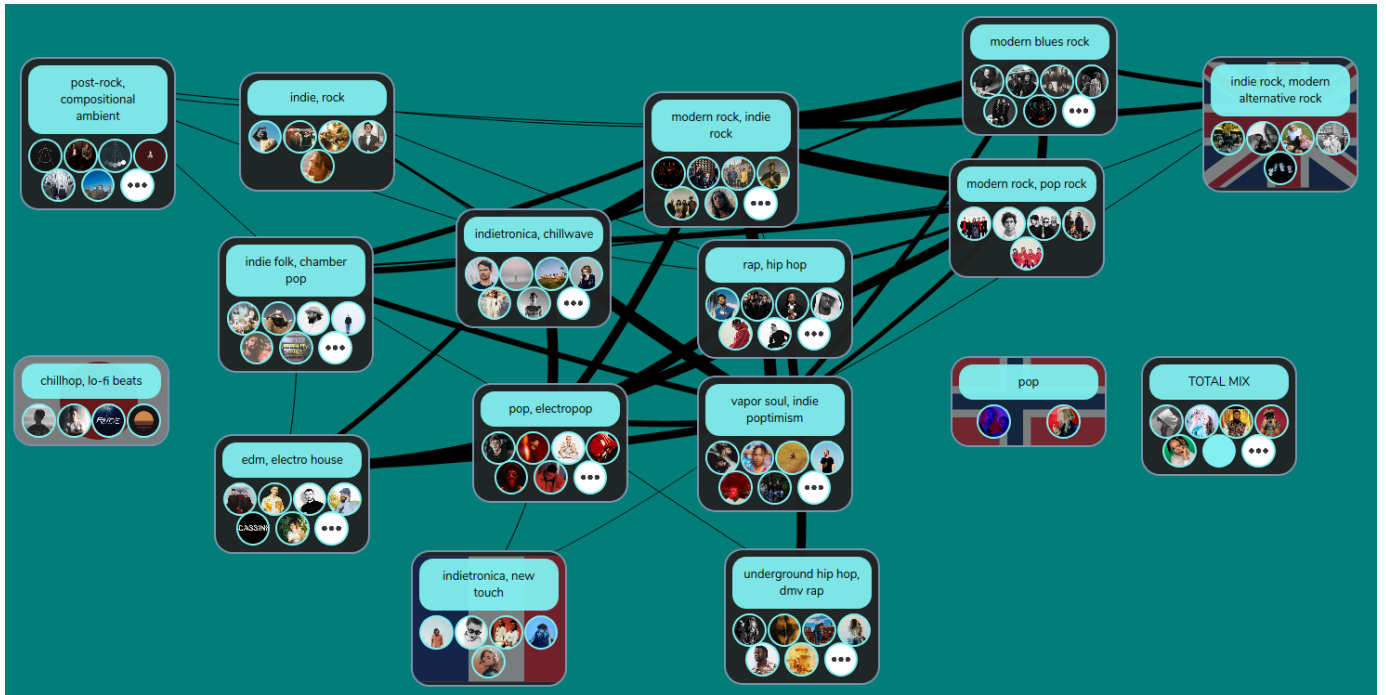 modern blues rock
post-rock,
compositional
ambient
indie, rock
indie rock, modern
alternative rock
modern rock, indie
rock
modern rock, pop
rock
indietronica, chillwave
indie folk, chamber
pop
rap, hip hop
chillhop, lo-fi beats
pop
TOTAL MIX
pop, electropop
vapor soul, indie
poptimism
edm, electro house
CASSINI
indietronica, new
touch
underground hip hop,
dmv rap